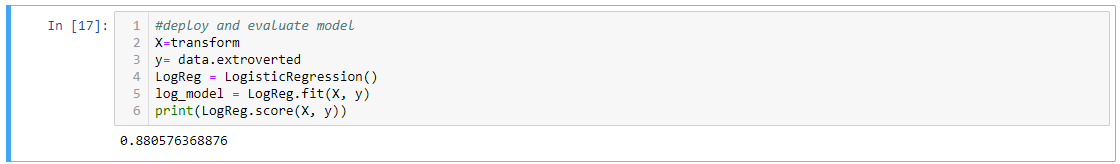 In [17]:
1 #deploy and evaluate model
2 X=transform
3 y= data.extroverted
4 LogReg = LogisticRegression()
5 log_model = LogReg.fit(X, y)
6 print(LogReg.score(X, y))
0.880576368876